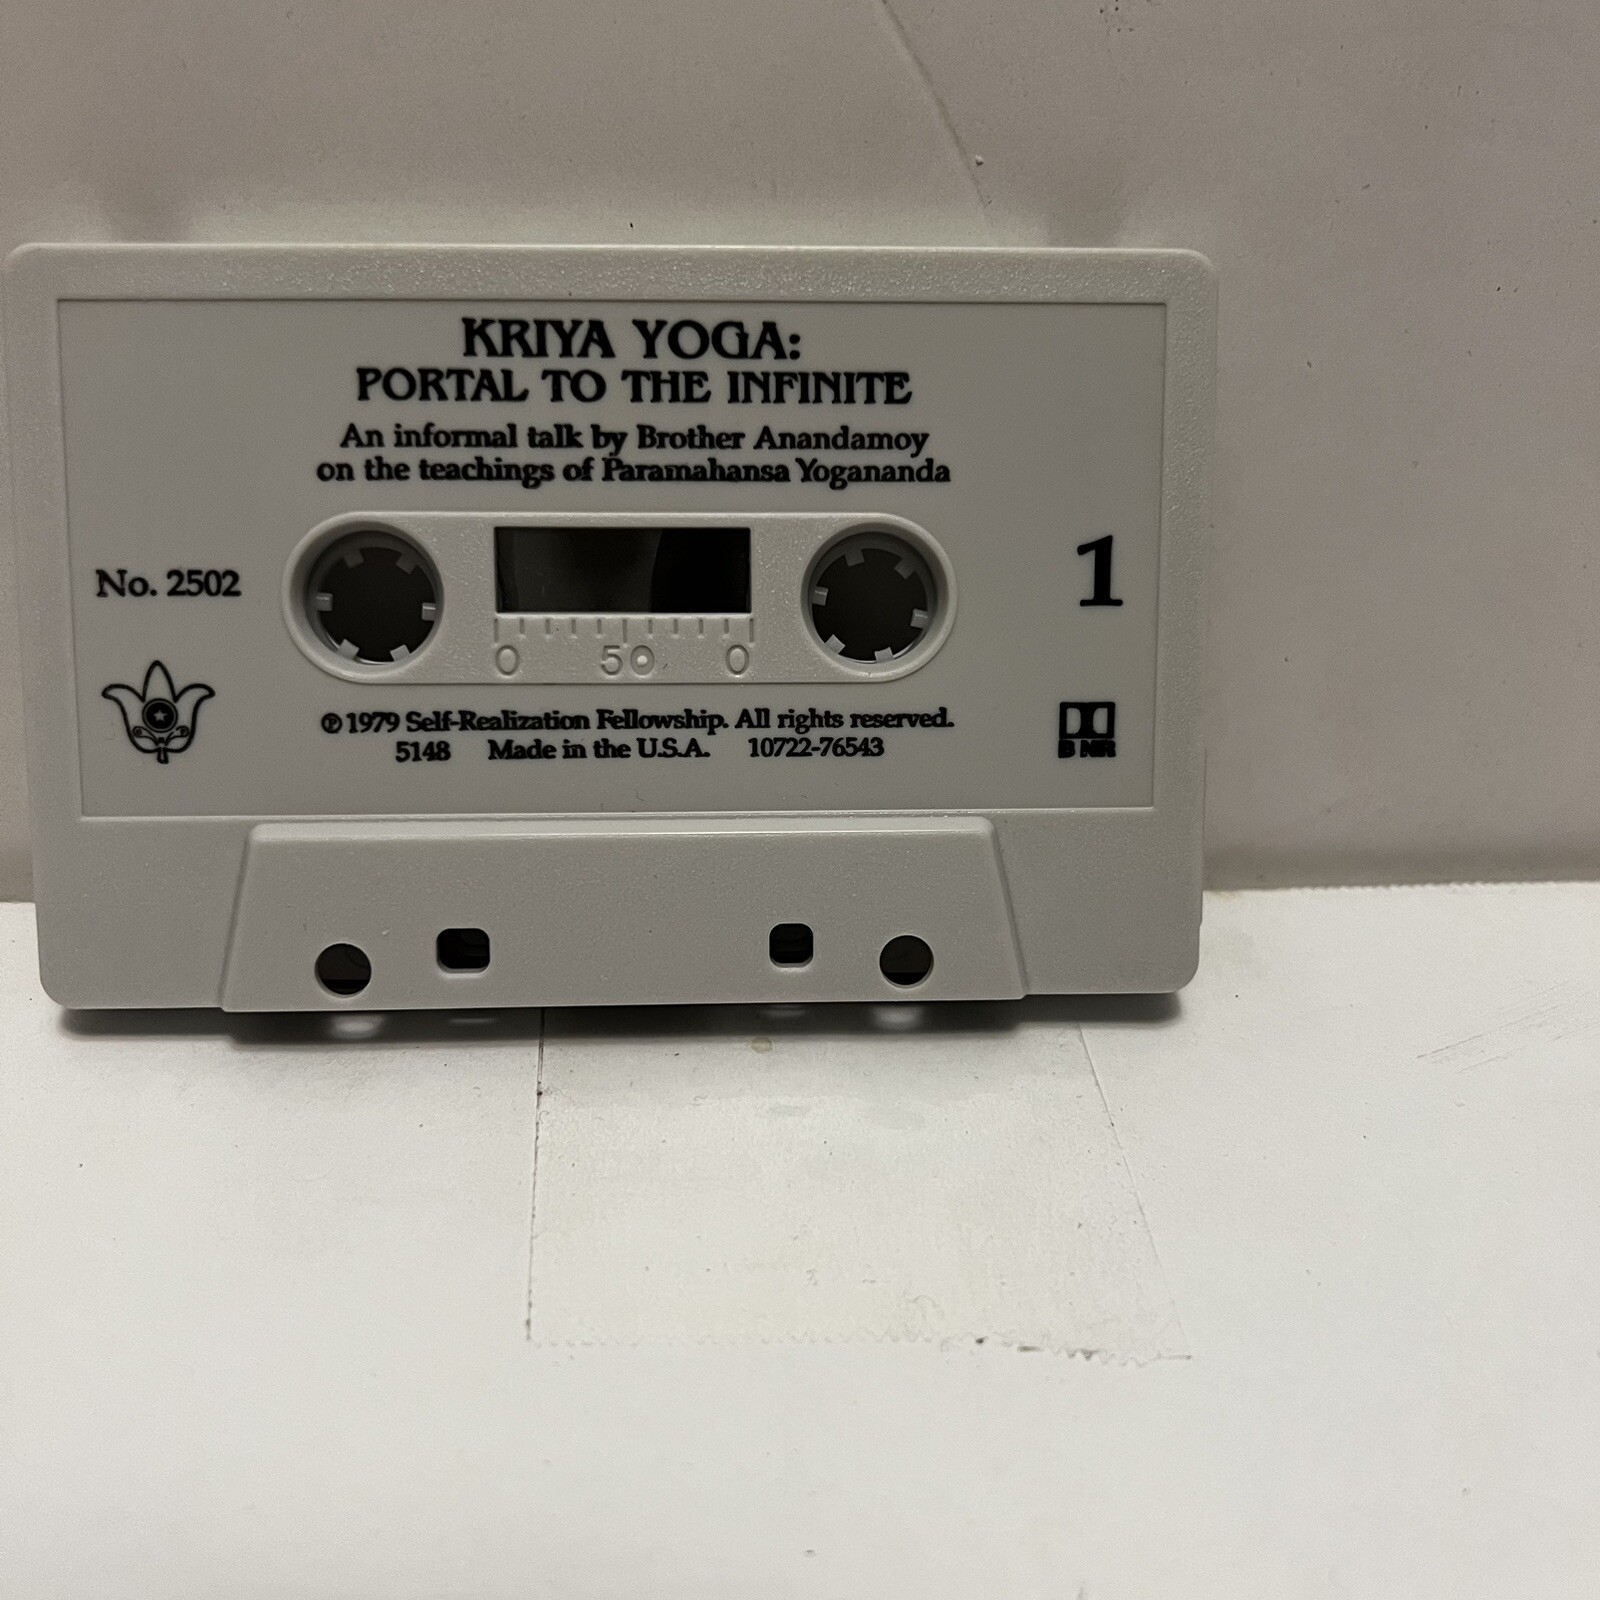 KRIYA YOGA:
PORTAL TO THE INFINITE
An informal talk by Brother Anandamoy
on the teachings of Paramahansa Yogananda
No. 2502
1
0 50 0
℗ 1979 Self-Realization Fellowship. All rights reserved.
5148 Made in the U.S.A. 10722-76543
B NR